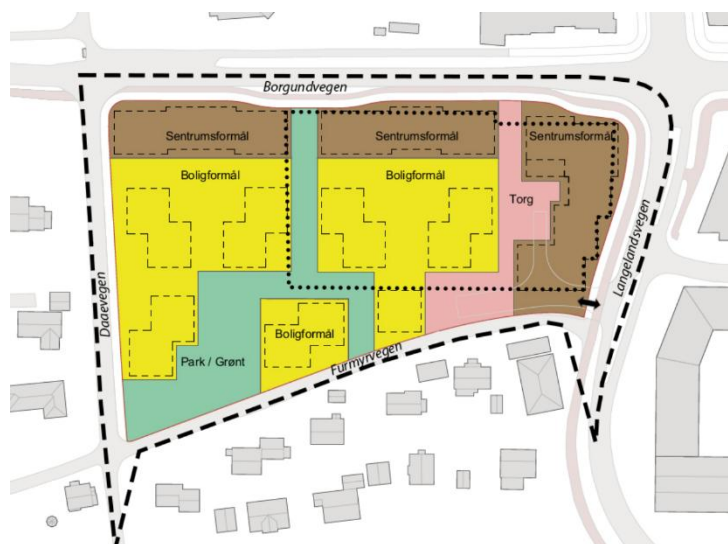 Borgundvegen
Sentrumsformål
Sentrumsformål
Sentrumsformål
Boligformål
Boligformål
Torg
Langelandsvegen
Daaevegen
Boligformål
Park / Grønt
Furmyrvegen